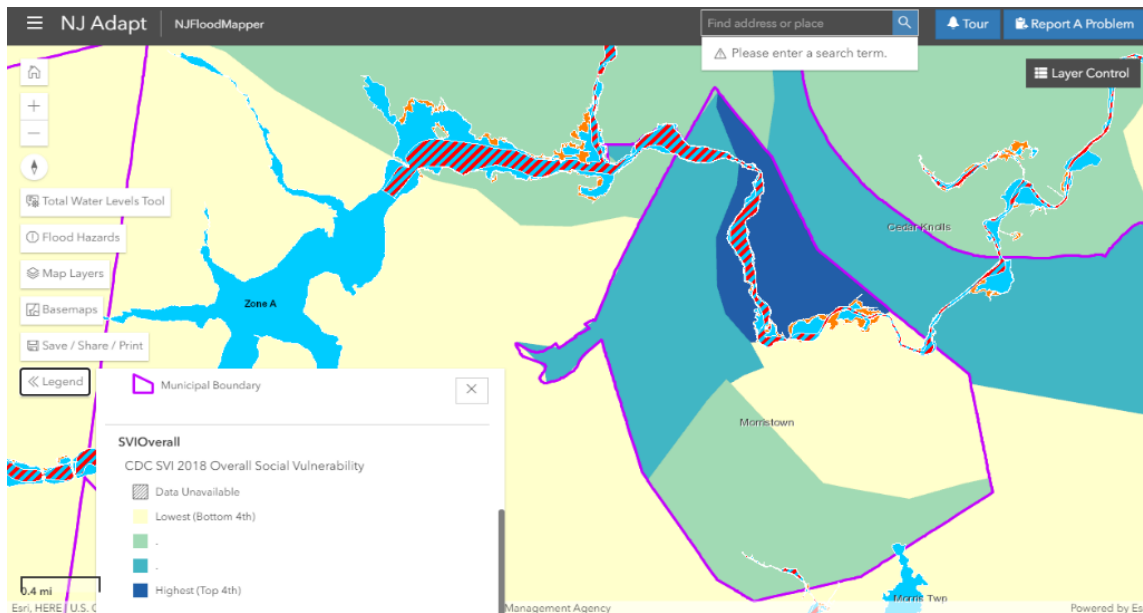 NJ Adapt
NJFloodMapper
Find address or place
Tour
Report A Problem
Please enter a search term.
Layer Control
+
−
Total Water Levels Tool
Flood Hazards
Map Layers
Basemaps
Save / Share / Print
Legend
Zone A
Cedar Knolls
Morristown
Morris Twp
Municipal Boundary
SVIOverall
CDC SVI 2018 Overall Social Vulnerability
Data Unavailable
Lowest (Bottom 4th)
-
-
Highest (Top 4th)
0.4 mi
Esri, HERE
U.S.
Management Agency
Powered by